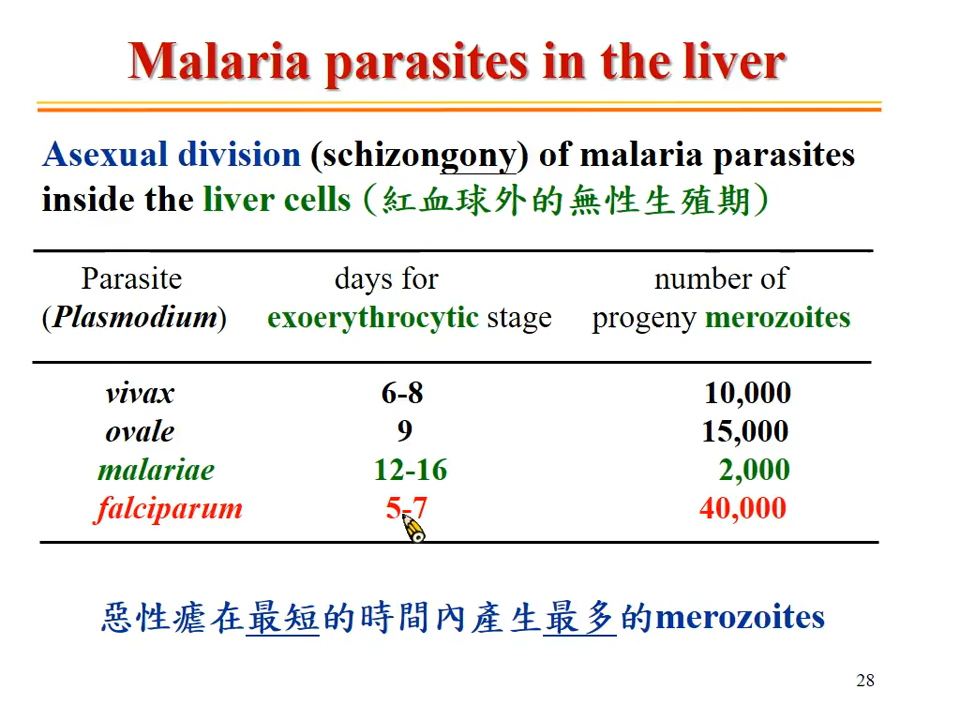 Malaria parasites in the liver
Asexual division (schizongony) of malaria parasites
inside the liver cells (紅血球外的無性生殖期)
Parasite days for number of
(Plasmodium) exoerythrocytic stage progeny merozoites
vivax 6-8 10,000
ovale 9 15,000
malariae 12-16 2,000
falciparum 5-7 40,000
惡性瘧在最短的時間內產生最多的merozoites
28